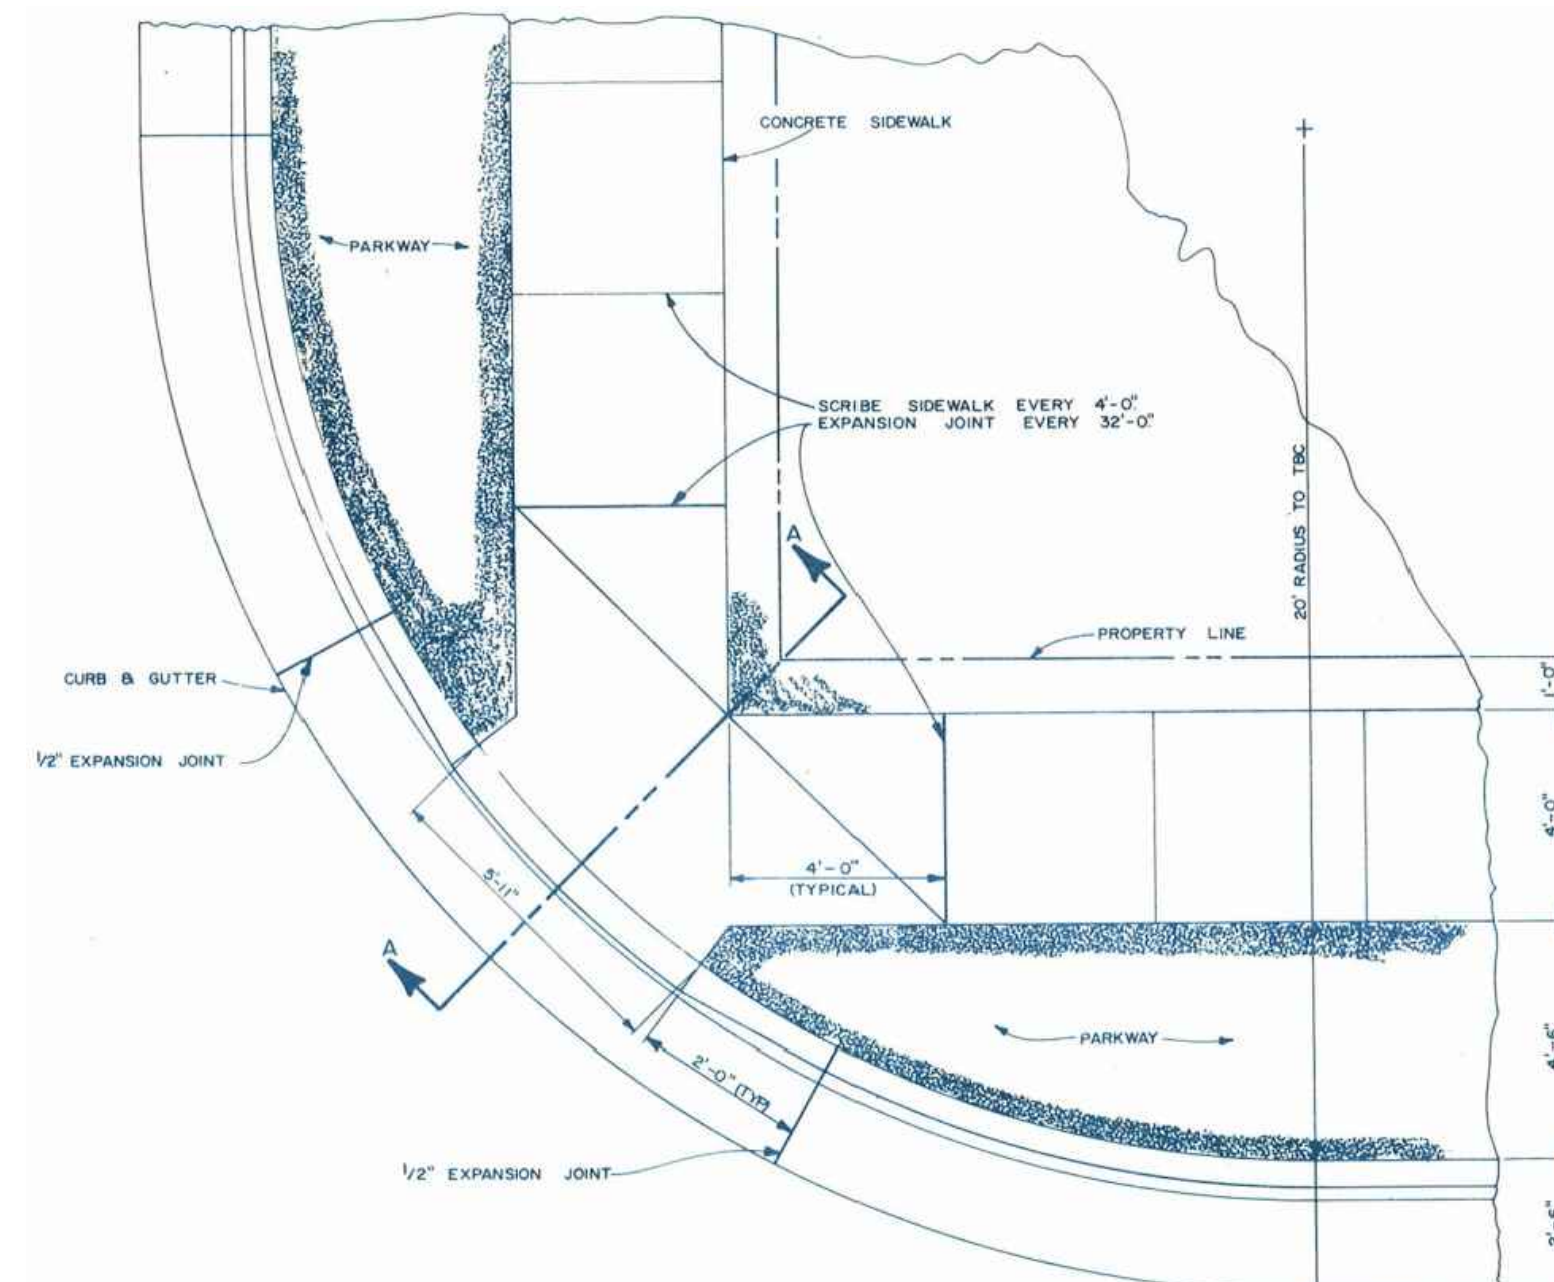 CONCRETE SIDEWALK
PARKWAY
SCRIBE SIDEWALK EVERY 4'-0".
EXPANSION JOINT EVERY 32'-0".
20' RADIUS TO TBC
A
PROPERTY LINE
CURB & GUTTER
1/2" EXPANSION JOINT
1'-0"
4'-0"
4'-0"
(TYPICAL)
5'-11"
A
PARKWAY
4'-6"
2'-0" (TYP)
1/2" EXPANSION JOINT